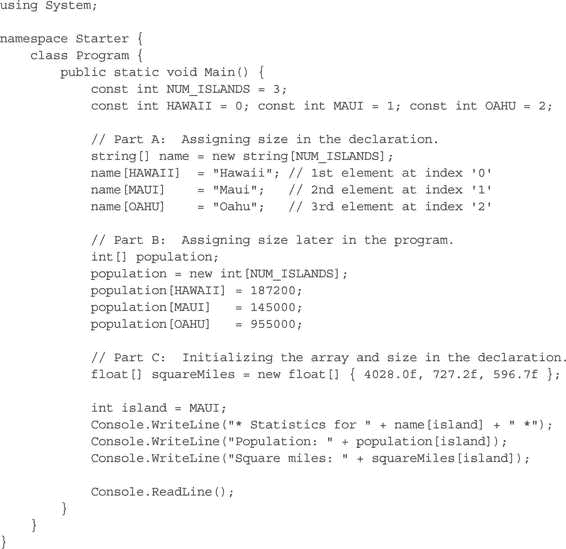 using System;

namespace Starter {
    class Program {
        public static void Main() {
            const int NUM_ISLANDS = 3;
            const int HAWAII = 0; const int MAUI = 1; const int OAHU = 2;

            // Part A:  Assigning size in the declaration.
            string[] name = new string[NUM_ISLANDS];
            name[HAWAII]  = "Hawaii"; // 1st element at index '0'
            name[MAUI]    = "Maui";   // 2nd element at index '1'
            name[OAHU]    = "Oahu";   // 3rd element at index '2'

            // Part B:  Assigning size later in the program.
            int[] population;
            population = new int[NUM_ISLANDS];
            population[HAWAII] = 187200;
            population[MAUI]   = 145000;
            population[OAHU]   = 955000;

            // Part C:  Initializing the array and size in the declaration.
            float[] squareMiles = new float[] { 4028.0f, 727.2f, 596.7f };

            int island = MAUI;
            Console.WriteLine("* Statistics for " + name[island] + " *");
            Console.WriteLine("Population: " + population[island]);
            Console.WriteLine("Square miles: " + squareMiles[island]);

            Console.ReadLine();
        }
    }
}